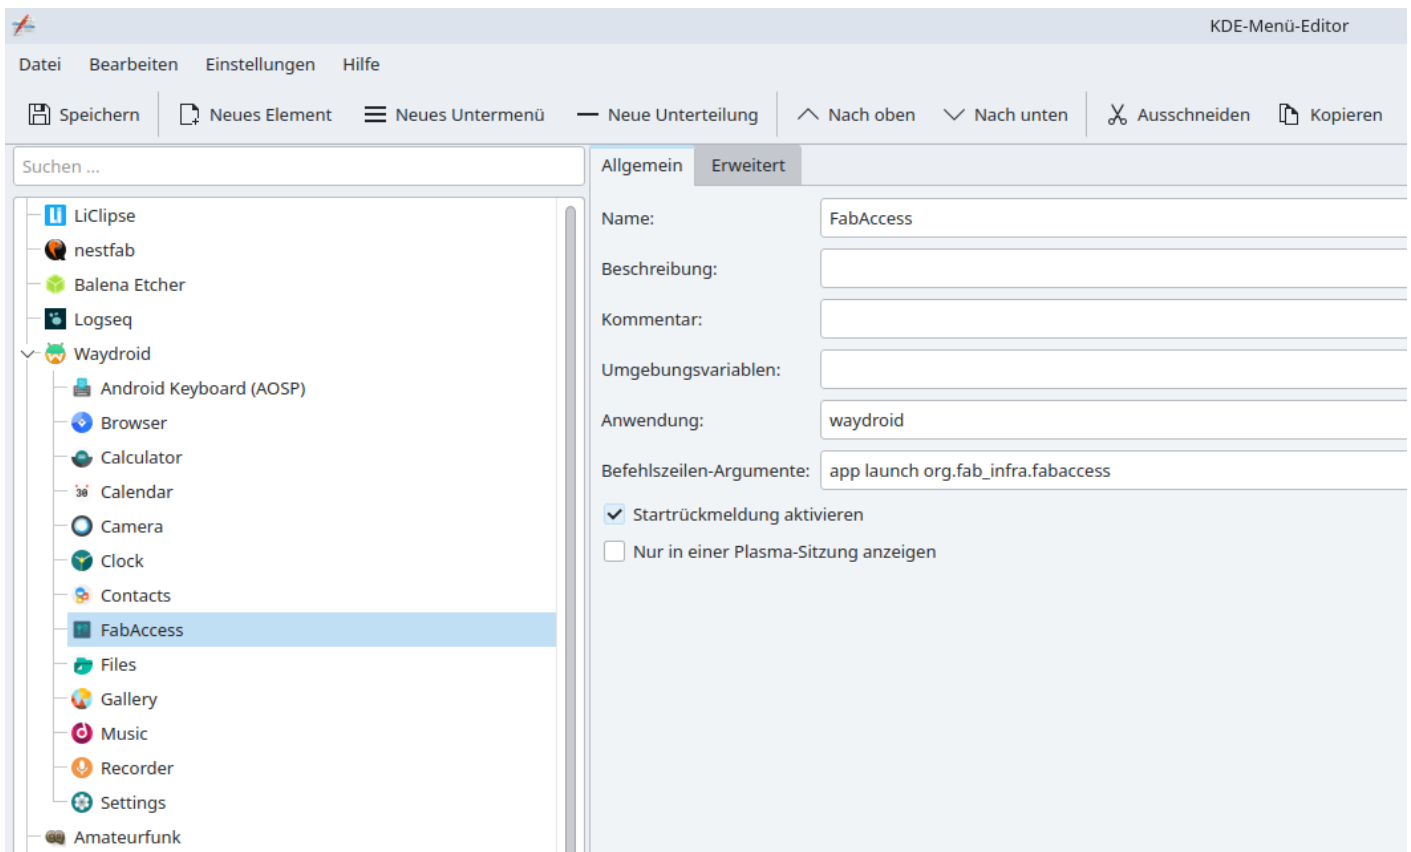 KDE-Menü-Editor
Datei Bearbeiten Einstellungen Hilfe
Speichern Neues Element Neues Untermenü Neue Unterteilung Nach oben Nach unten Ausschneiden Kopieren
Suchen ...
LiClipse
nestfab
Balena Etcher
Logseq
Waydroid
Android Keyboard (AOSP)
Browser
Calculator
Calendar
Camera
Clock
Contacts
FabAccess
Files
Gallery
Music
Recorder
Settings
Amateurfunk
Allgemein Erweitert
Name: FabAccess
Beschreibung:
Kommentar:
Umgebungsvariablen:
Anwendung: waydroid
Befehlszeilen-Argumente: app launch org.fab_infra.fabaccess
Startrückmeldung aktivieren
Nur in einer Plasma-Sitzung anzeigen